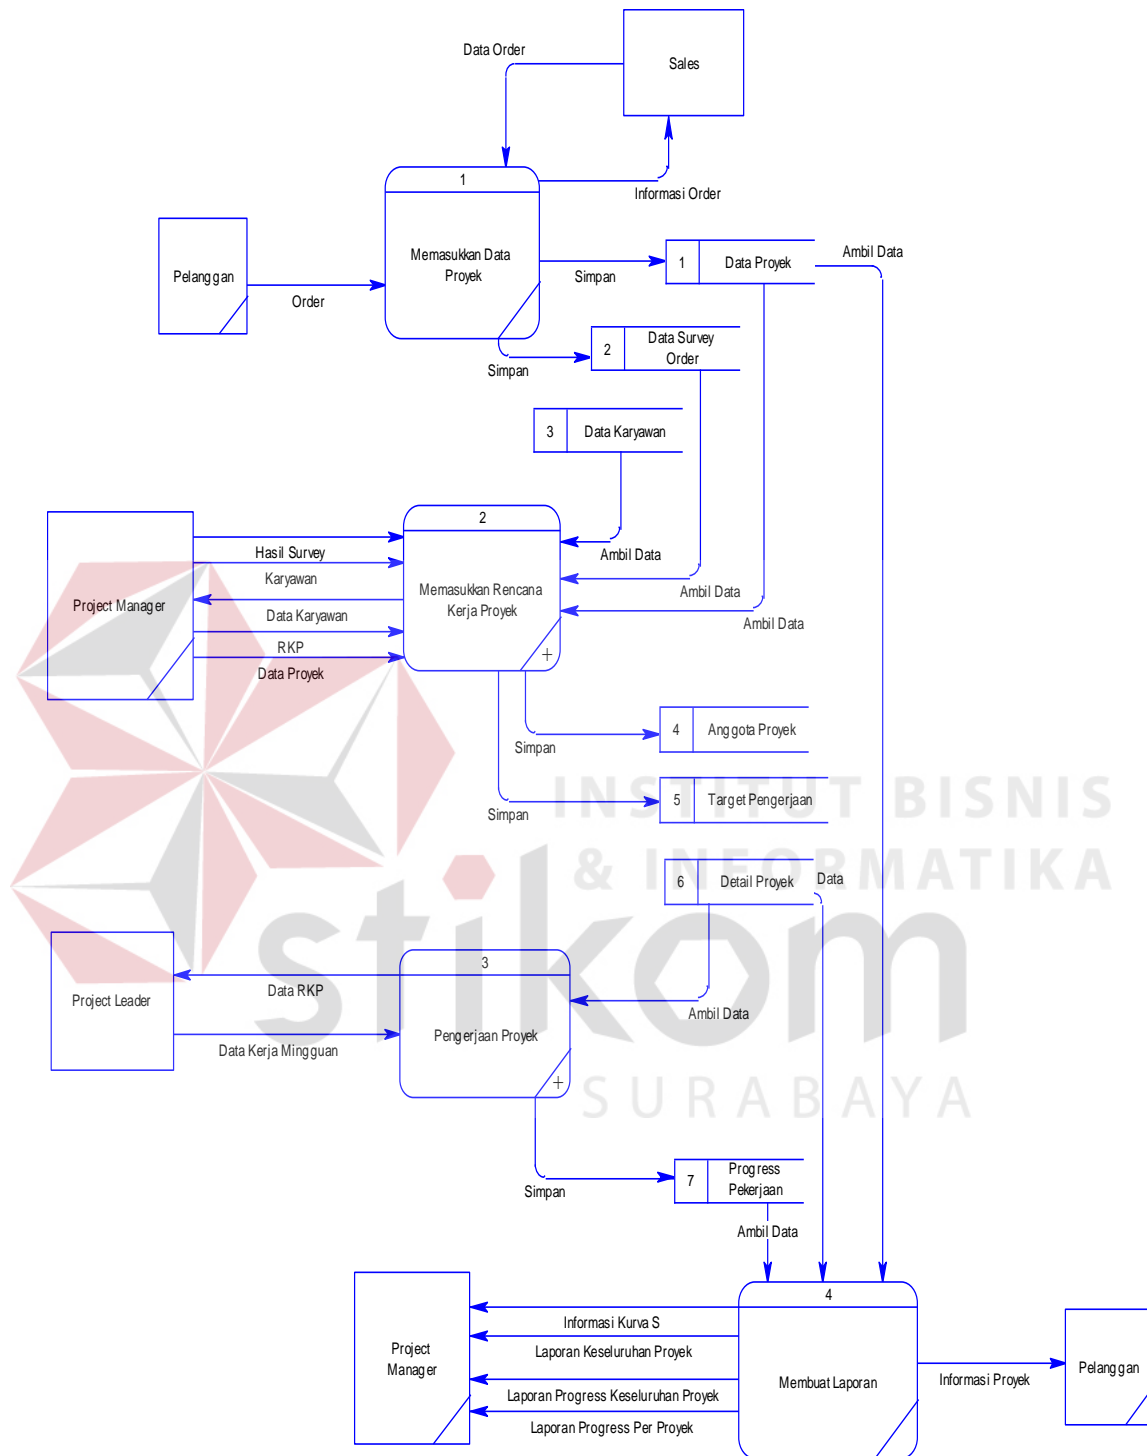 Data Order
Sales
1
Informasi Order
Memasukkan Data
Proyek
Pelanggan
Order
Simpan
1
Data Proyek
Ambil Data
Simpan
2
Data Survey
Order
3
Data Karyawan
2
Hasil Survey
Ambil Data
Karyawan
Memasukkan Rencana
Kerja Proyek
Ambil Data
Project Manager
Data Karyawan
Ambil Data
RKP
Data Proyek
+
Simpan
4
Anggota Proyek
Simpan
5
Target Pengerjaan
INSTITUT BISNIS
& INFORMATIKA
6
Detail Proyek
Data
stikom
3
Data RKP
Project Leader
Ambil Data
Pengerjaan Proyek
Data Kerja Mingguan
+
SURABAYA
Simpan
7
Progress
Pekerjaan
Ambil Data
4
Informasi Kurva S
Project
Manager
Laporan Keseluruhan Proyek
Membuat Laporan
Informasi Proyek
Pelanggan
Laporan Progress Keseluruhan Proyek
Laporan Progress Per Proyek